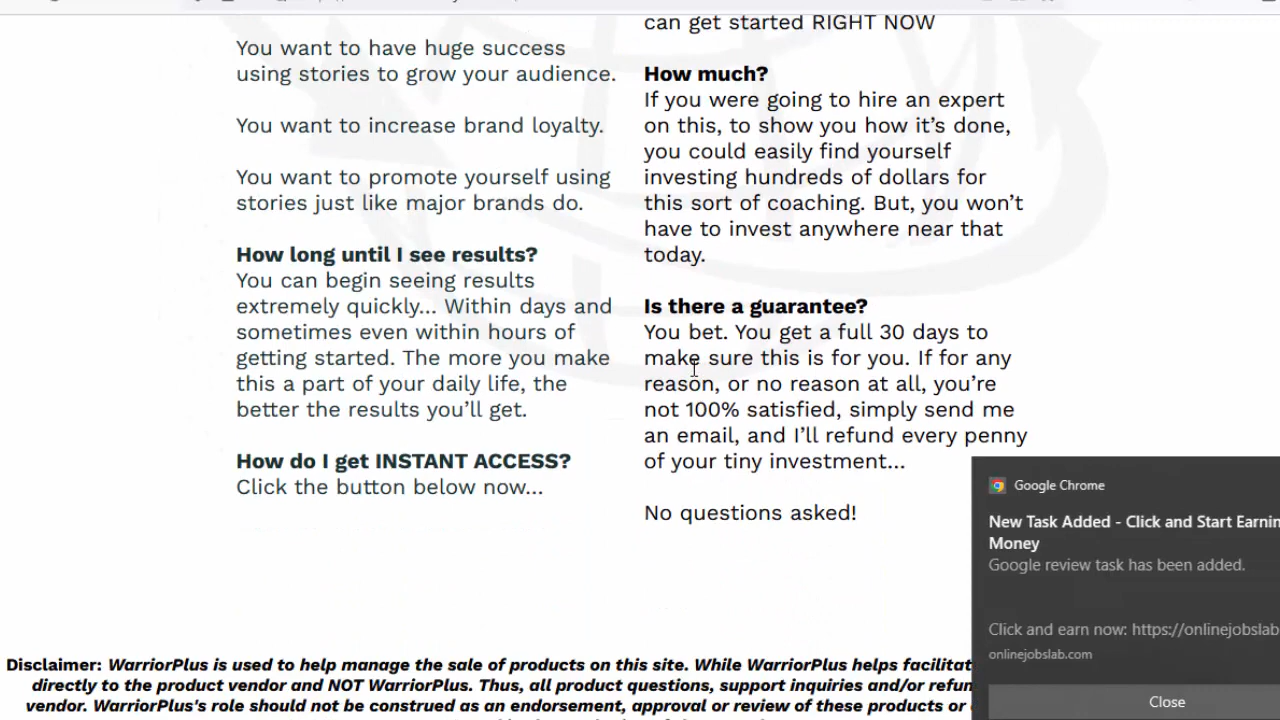 You want to have huge success
using stories to grow your audience.
You want to increase brand loyalty.
You want to promote yourself using
stories just like major brands do.
How long until I see results?
You can begin seeing results
extremely quickly... Within days and
sometimes even within hours of
getting started. The more you make
this a part of your daily life, the
better the results you’ll get.
How do I get INSTANT ACCESS?
Click the button below now...
can get started RIGHT NOW
How much?
If you were going to hire an expert
on this, to show you how it’s done,
you could easily find yourself
investing hundreds of dollars for
this sort of coaching. But, you won’t
have to invest anywhere near that
today.
Is there a guarantee?
You bet. You get a full 30 days to
make sure this is for you. If for any
reason, or no reason at all, you’re
not 100% satisfied, simply send me
an email, and I’ll refund every penny
of your tiny investment...
No questions asked!
Google Chrome
New Task Added - Click and Start Earnin
Money
Google review task has been added.
Click and earn now: https://onlinejobslab
onlinejobslab.com
Close
Disclaimer: WarriorPlus is used to help manage the sale of products on this site. While WarriorPlus helps facilitat
directly to the product vendor and NOT WarriorPlus. Thus, all product questions, support inquiries and/or refun
vendor. WarriorPlus's role should not be construed as an endorsement, approval or review of these products or